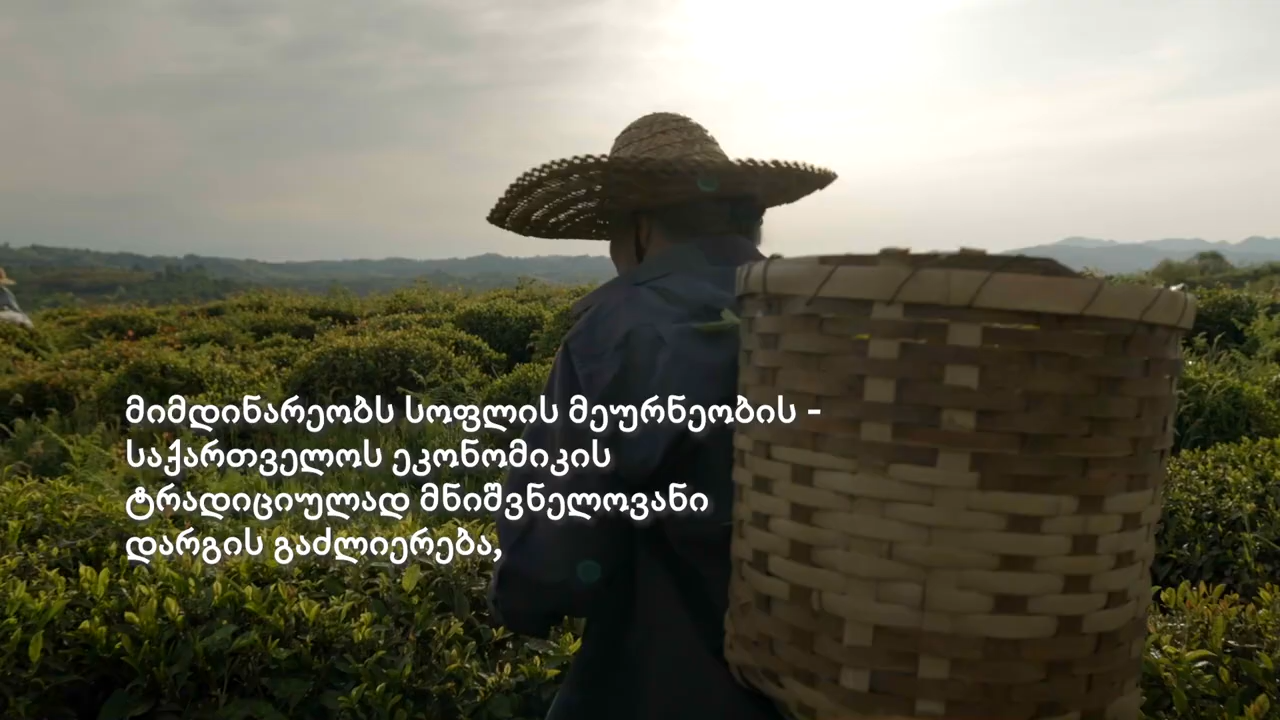 მიმდინარეობს სოფლის მეურნეობის -
საქართველოს ეკონომიკის
ტრადიციულად მნიშვნელოვანი
დარგის გაძლიერება,